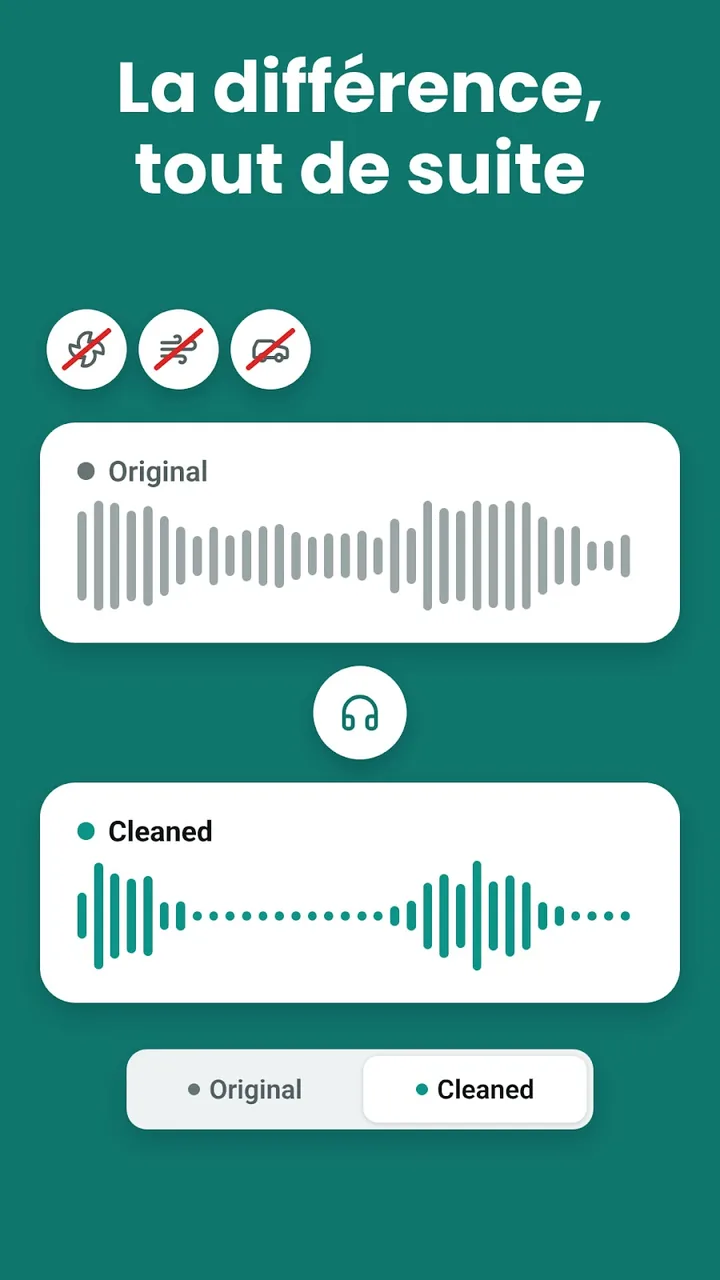 La différence,
tout de suite
Original
Cleaned
Original
Cleaned